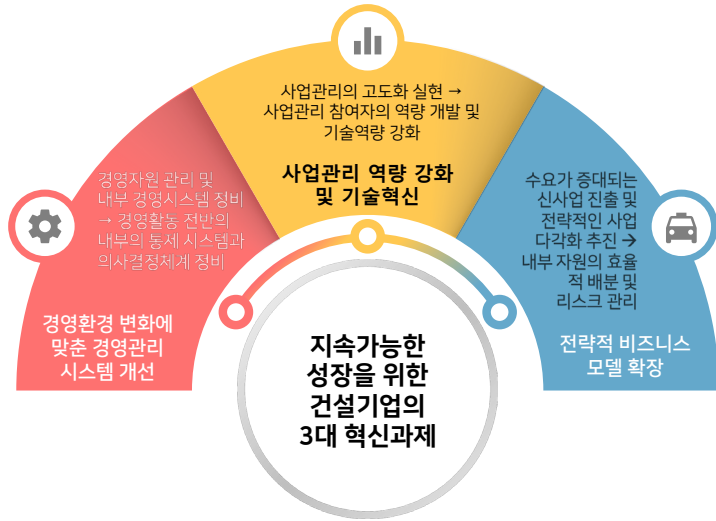 사업관리의 고도화 실현 →
사업관리 참여자의 역량 개발 및
기술역량 강화
사업관리 역량 강화
및 기술혁신
경영자원 관리 및
내부 경영시스템 정비
→ 경영활동 전반의
내부의 통제 시스템과
의사결정체계 정비
경영환경 변화에
맞춘 경영관리
시스템 개선
수요가 증대되는
신사업 진출 및
전략적인 사업
다각화 추진 →
내부 자원의 효율
적 배분 및
리스크 관리
전략적 비즈니스
모델 확장
지속가능한
성장을 위한
건설기업의
3대 혁신과제